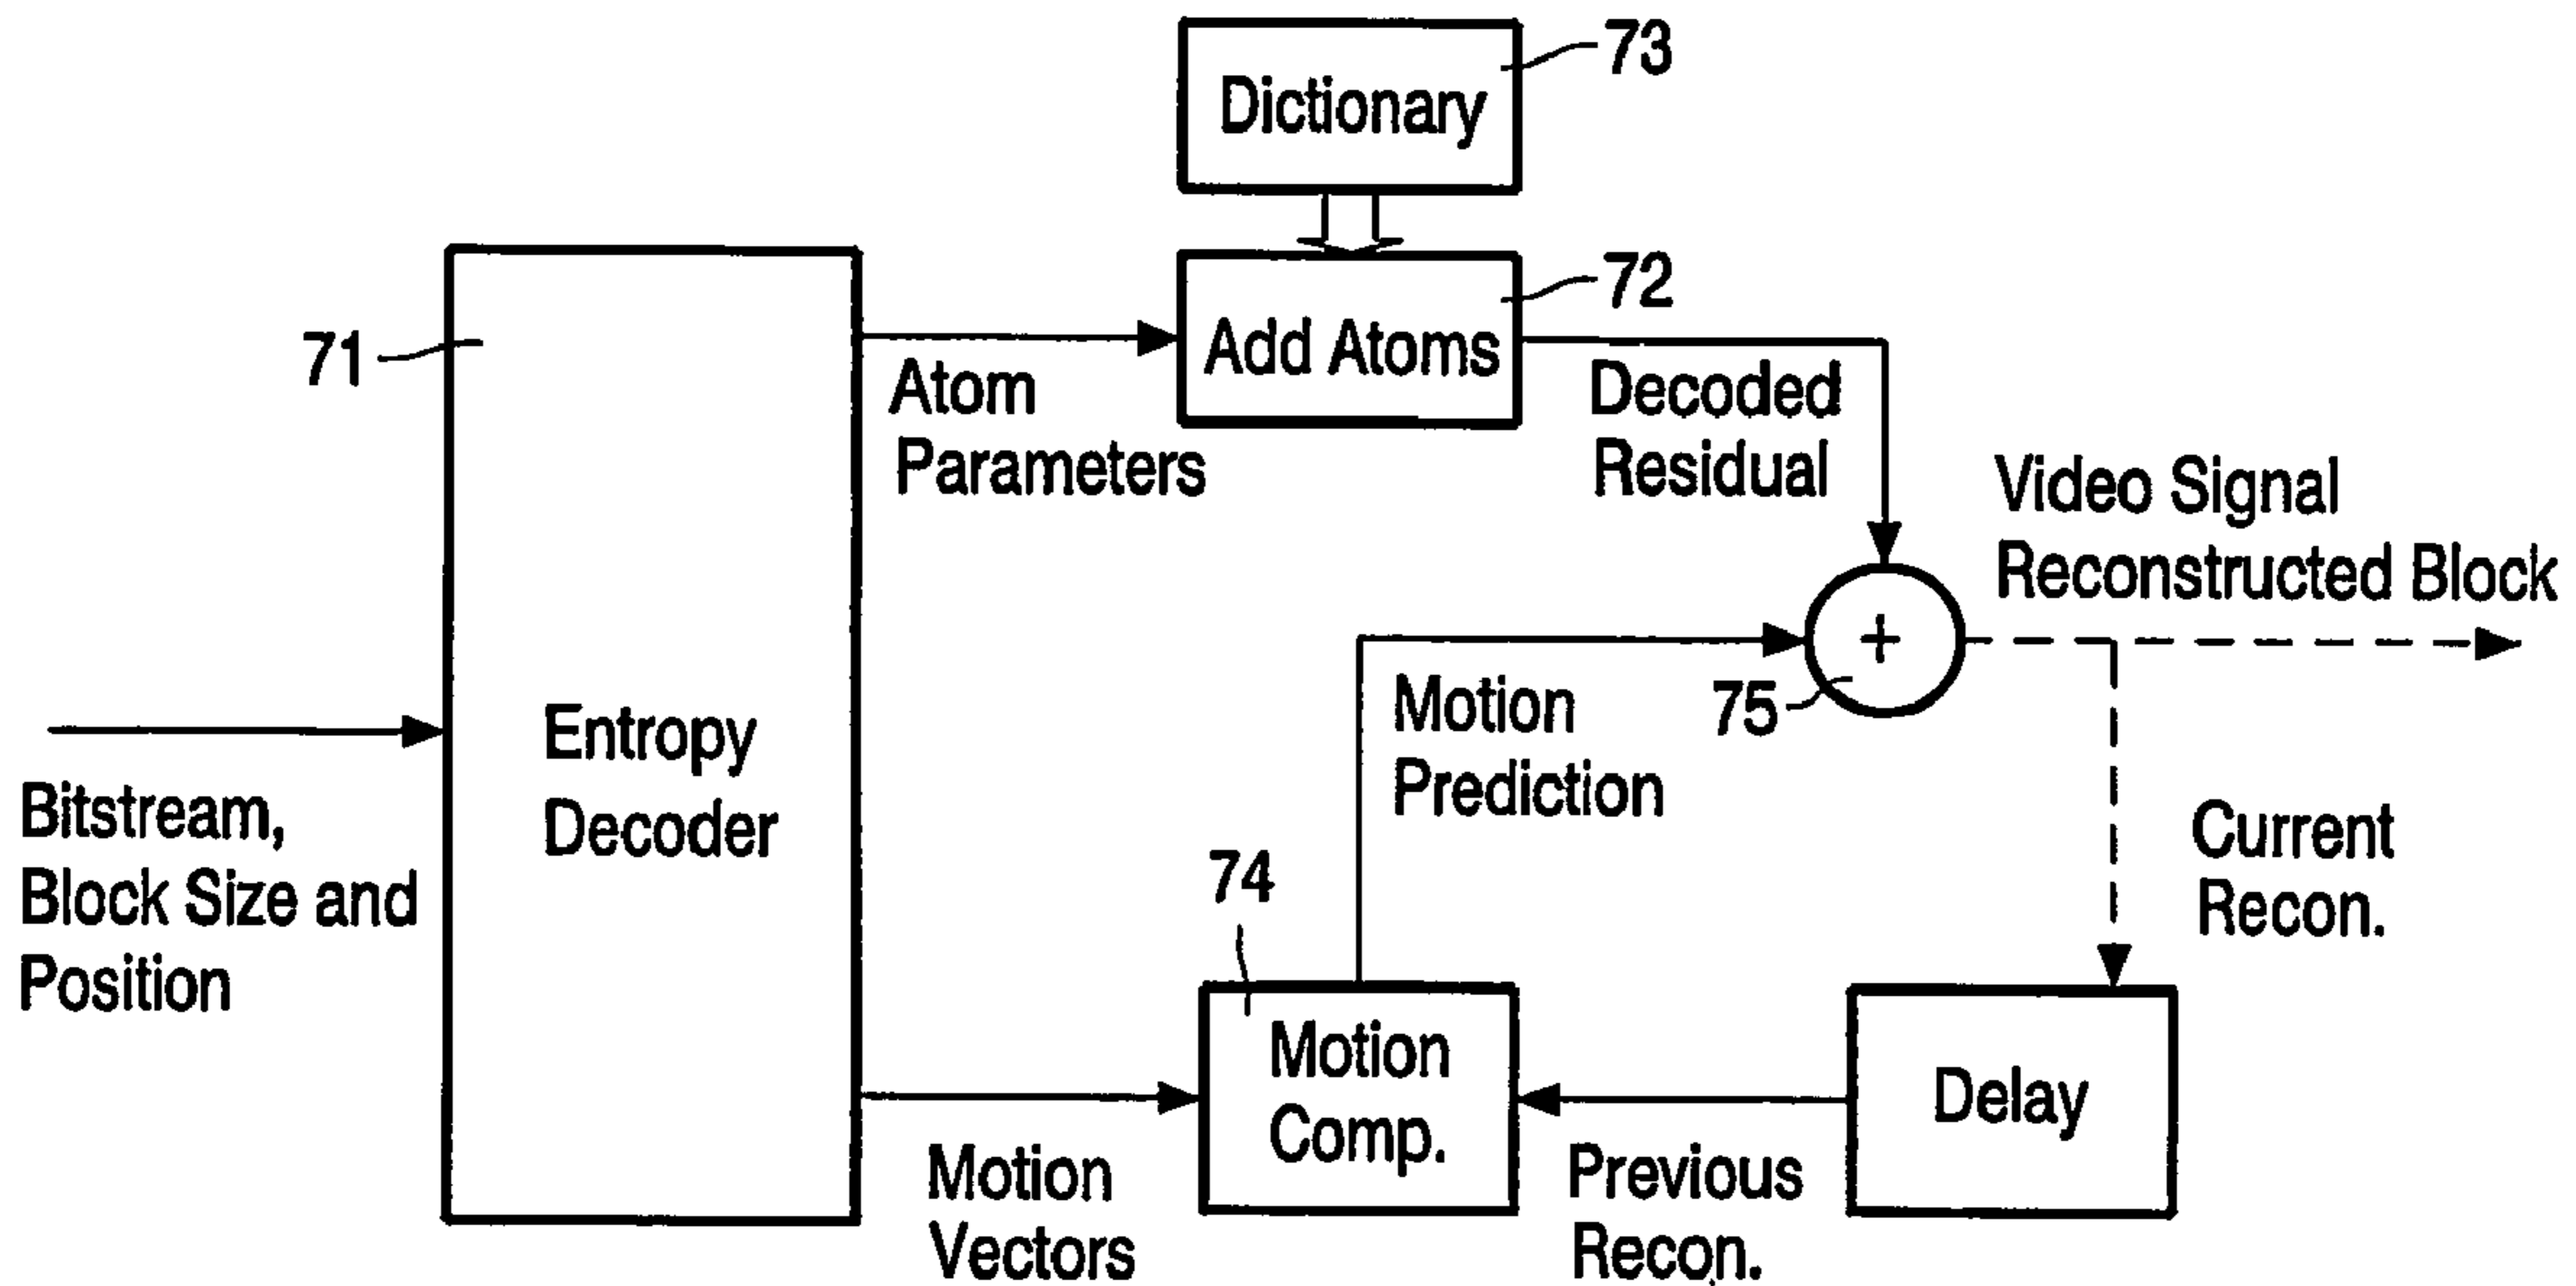 73
Dictionary
72
Add Atoms
71
Atom
Parameters
Decoded
Residual
Video Signal
Reconstructed Block
+
75
Entropy
Decoder
Motion
Prediction
Bitstream,
Block Size and
Position
Current
Recon.
74
Motion
Comp.
Delay
Motion
Vectors
Previous
Recon.